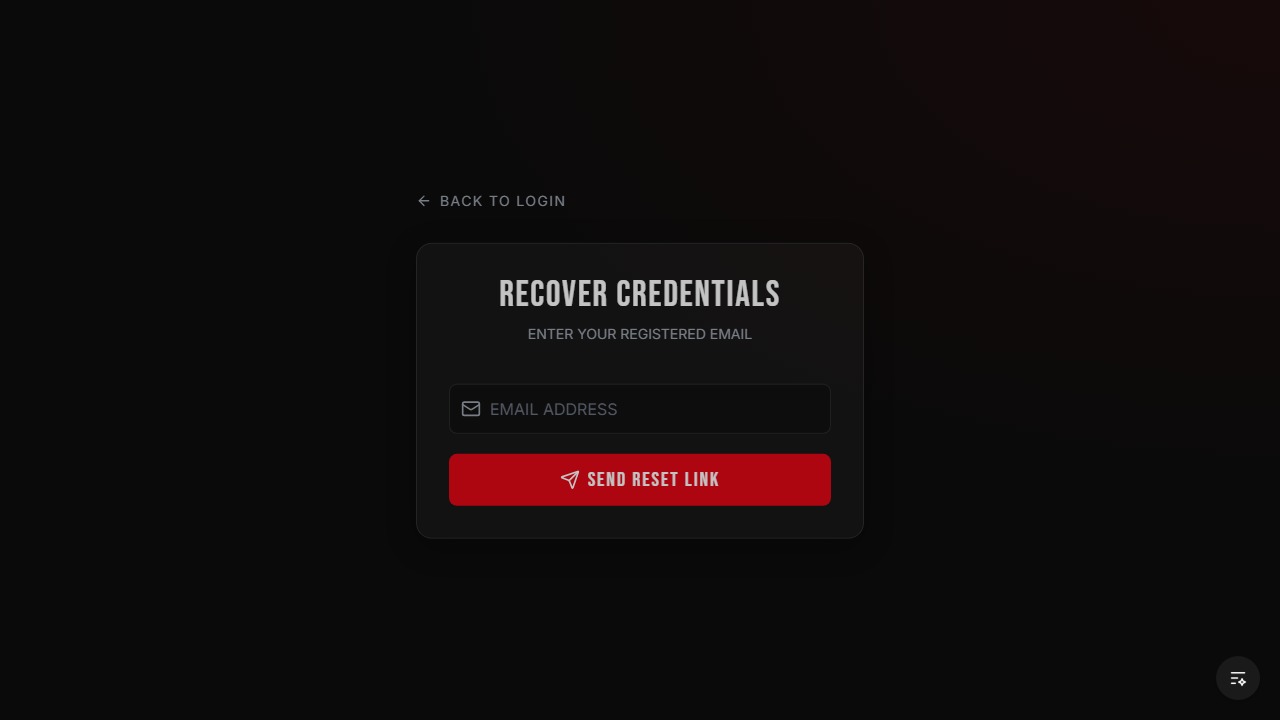 BACK TO LOGIN
RECOVER CREDENTIALS
ENTER YOUR REGISTERED EMAIL
EMAIL ADDRESS
SEND RESET LINK